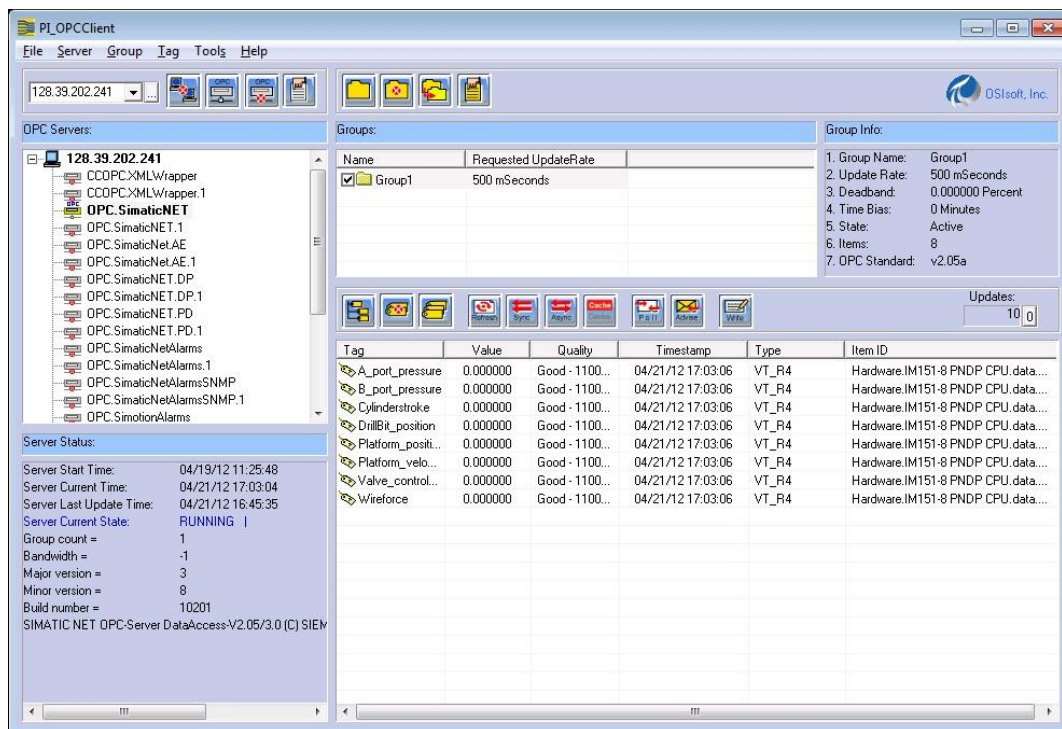 PI_OPCClient
File Server Group Tag Tools Help
128.39.202.241 ...
OSIsoft, Inc.
OPC Servers:
128.39.202.241
CCOPC.XMLWrapper
CCOPC.XMLWrapper.1
OPC.SimaticNET
OPC.SimaticNET.1
OPC.SimaticNet.AE
OPC.SimaticNet.AE.1
OPC.SimaticNET.DP
OPC.SimaticNET.DP.1
OPC.SimaticNET.PD
OPC.SimaticNET.PD.1
OPC.SimaticNetAlarms
OPC.SimaticNetAlarms.1
OPC.SimaticNetAlarmsSNMP
OPC.SimaticNetAlarmsSNMP.1
OPC.SimotionAlarms
Server Status:
Server Start Time: 04/19/12 11:25:48
Server Current Time: 04/21/12 17:03:04
Server Last Update Time: 04/21/12 16:45:35
Server Current State: RUNNING |
Group count = 1
Bandwidth = -1
Major version = 3
Minor version = 8
Build number = 10201
SIMATIC NET OPC-Server DataAccess-V2.05/3.0 (C) SIEM
Groups:
Name Requested UpdateRate
Group1 500 mSeconds
Group Info:
1. Group Name: Group1
2. Update Rate: 500 mSeconds
3. Deadband: 0.000000 Percent
4. Time Bias: 0 Minutes
5. State: Active
6. Items: 8
7. OPC Standard: v2.05a
Refresh Sync Async Cache Device Poll Advise Write
Updates:
10 0
Tag Value Quality Timestamp Type Item ID
A_port_pressure 0.000000 Good - 1100... 04/21/12 17:03:06 VT_R4 Hardware.IM151-8 PNDP CPU.data....
B_port_pressure 0.000000 Good - 1100... 04/21/12 17:03:06 VT_R4 Hardware.IM151-8 PNDP CPU.data....
Cylinderstroke 0.000000 Good - 1100... 04/21/12 17:03:06 VT_R4 Hardware.IM151-8 PNDP CPU.data....
DrillBit_position 0.000000 Good - 1100... 04/21/12 17:03:06 VT_R4 Hardware.IM151-8 PNDP CPU.data....
Platform_positi... 0.000000 Good - 1100... 04/21/12 17:03:06 VT_R4 Hardware.IM151-8 PNDP CPU.data....
Platform_velo... 0.000000 Good - 1100... 04/21/12 17:03:06 VT_R4 Hardware.IM151-8 PNDP CPU.data....
Valve_control... 0.000000 Good - 1100... 04/21/12 17:03:06 VT_R4 Hardware.IM151-8 PNDP CPU.data....
Wireforce 0.000000 Good - 1100... 04/21/12 17:03:06 VT_R4 Hardware.IM151-8 PNDP CPU.data....